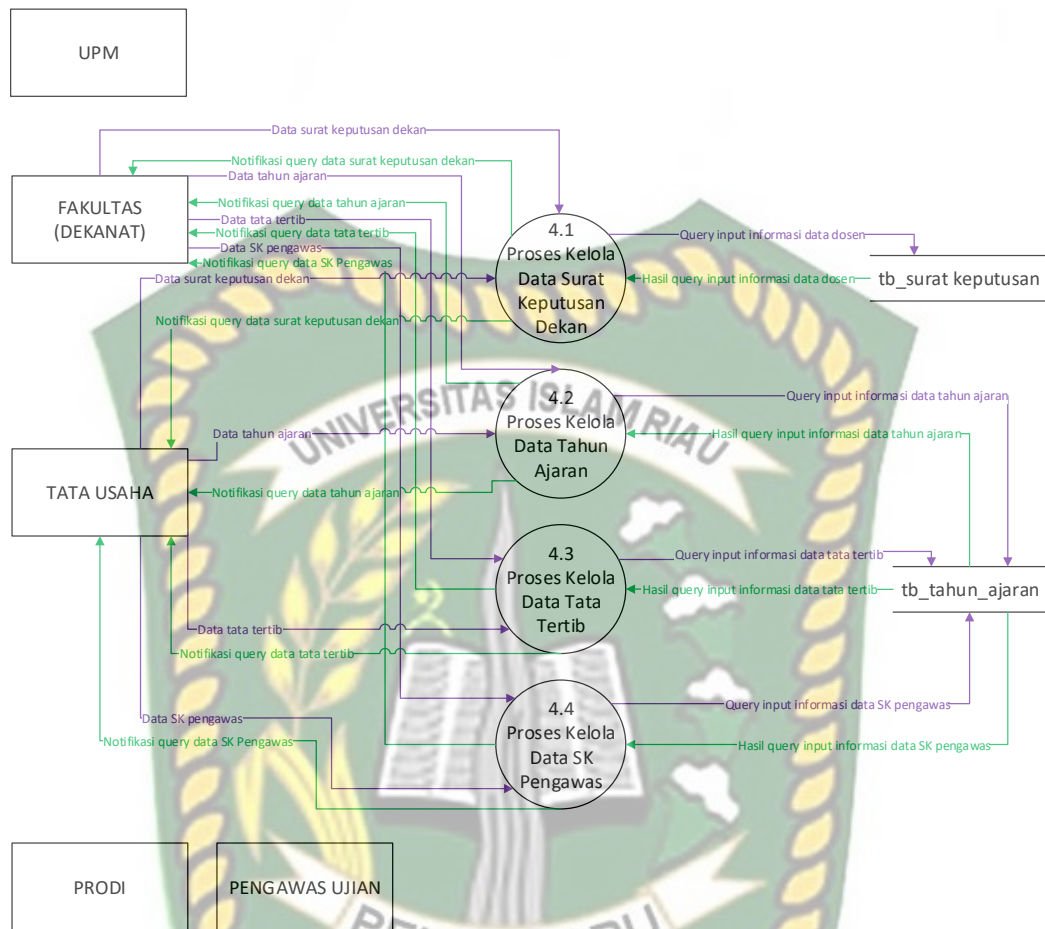 UPM
Data surat keputusan dekan
Notifikasi query data surat keputusan dekan
Data tahun ajaran
FAKULTAS
(DEKANAT)
Notifikasi query data tahun ajaran
Data tata tertib
Notifikasi query data tata tertib
Data SK pengawas
Notifikasi query data SK Pengawas
Data surat keputusan dekan
Notifikasi query data surat keputusan dekan
4.1
Proses Kelola
Data Surat
Keputusan
Dekan
Query input informasi data dosen
Hasil query input informasi data dosen
tb_surat keputusan
UNIVERSITAS ISLAM RIAU
4.2
Proses Kelola
Data Tahun
Ajaran
Query input informasi data tahun ajaran
Hasil query input informasi data tahun ajaran
Data tahun ajaran
TATA USAHA
Notifikasi query data tahun ajaran
4.3
Proses Kelola
Data Tata
Tertib
Query input informasi data tata tertib
Hasil query input informasi data tata tertib
tb_tahun_ajaran
Data tata tertib
Notifikasi query data tata tertib
4.4
Proses Kelola
Data SK
Pengawas
Query input informasi data SK pengawas
Hasil query input informasi data SK pengawas
Data SK pengawas
Notifikasi query data SK Pengawas
PRODI
PENGAWAS UJIAN